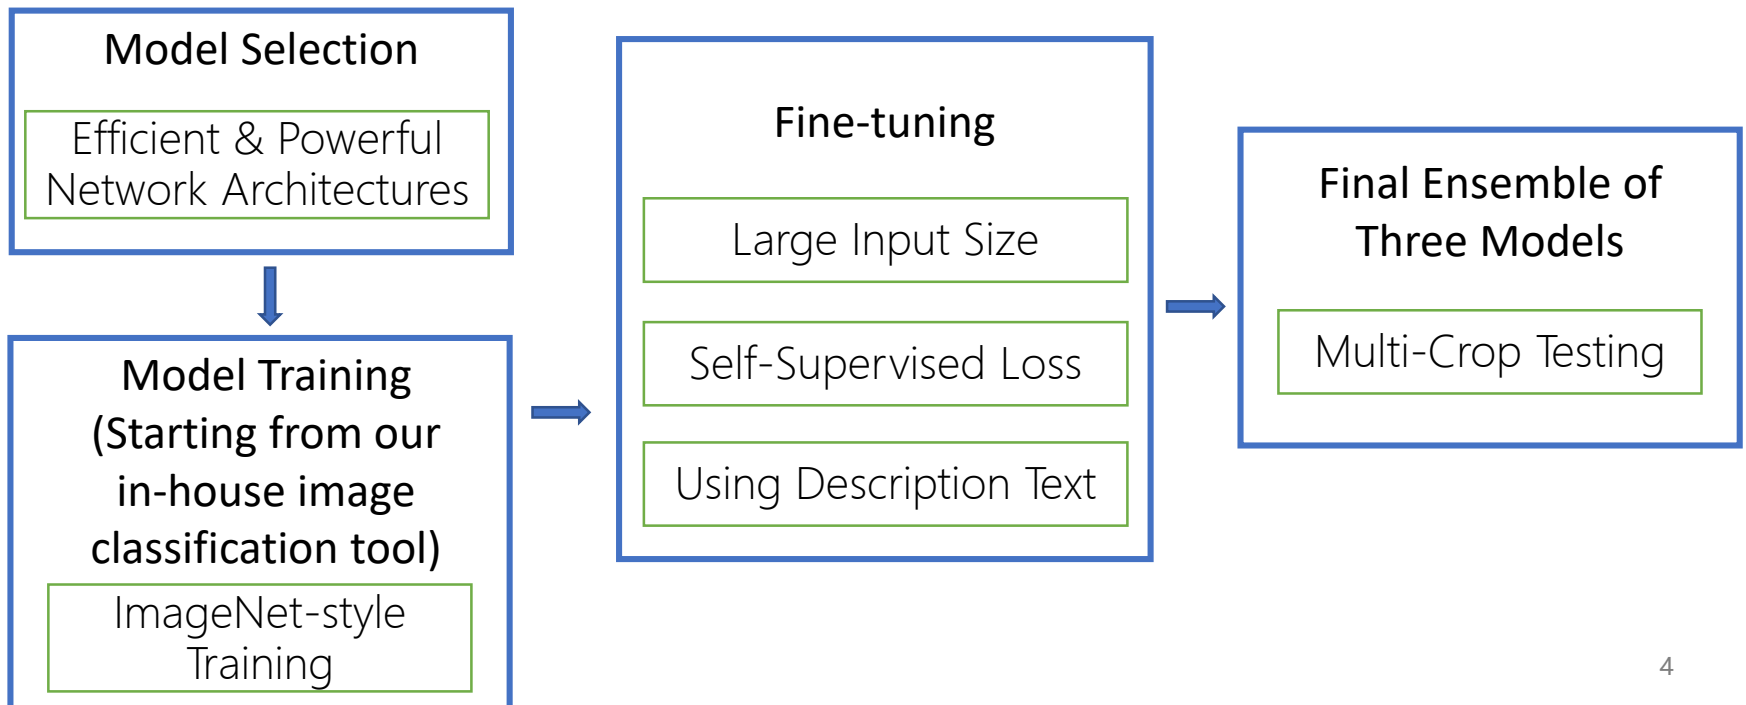 Model Selection
Efficient & Powerful
Network Architectures
Model Training
(Starting from our
in-house image
classification tool)
ImageNet-style
Training
Fine-tuning
Large Input Size
Self-Supervised Loss
Using Description Text
Final Ensemble of
Three Models
Multi-Crop Testing
4